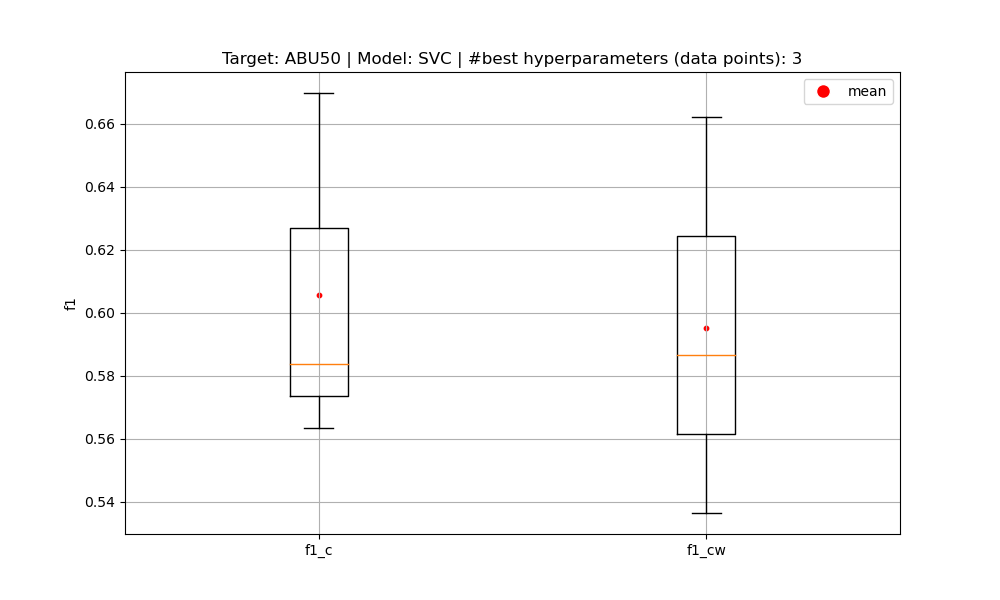 Target: ABU50 | Model: SVC | #best hyperparameters (data points): 3
mean
0.66
0.64
0.62
0.60
0.58
0.56
0.54
f1
f1_c
f1_cw